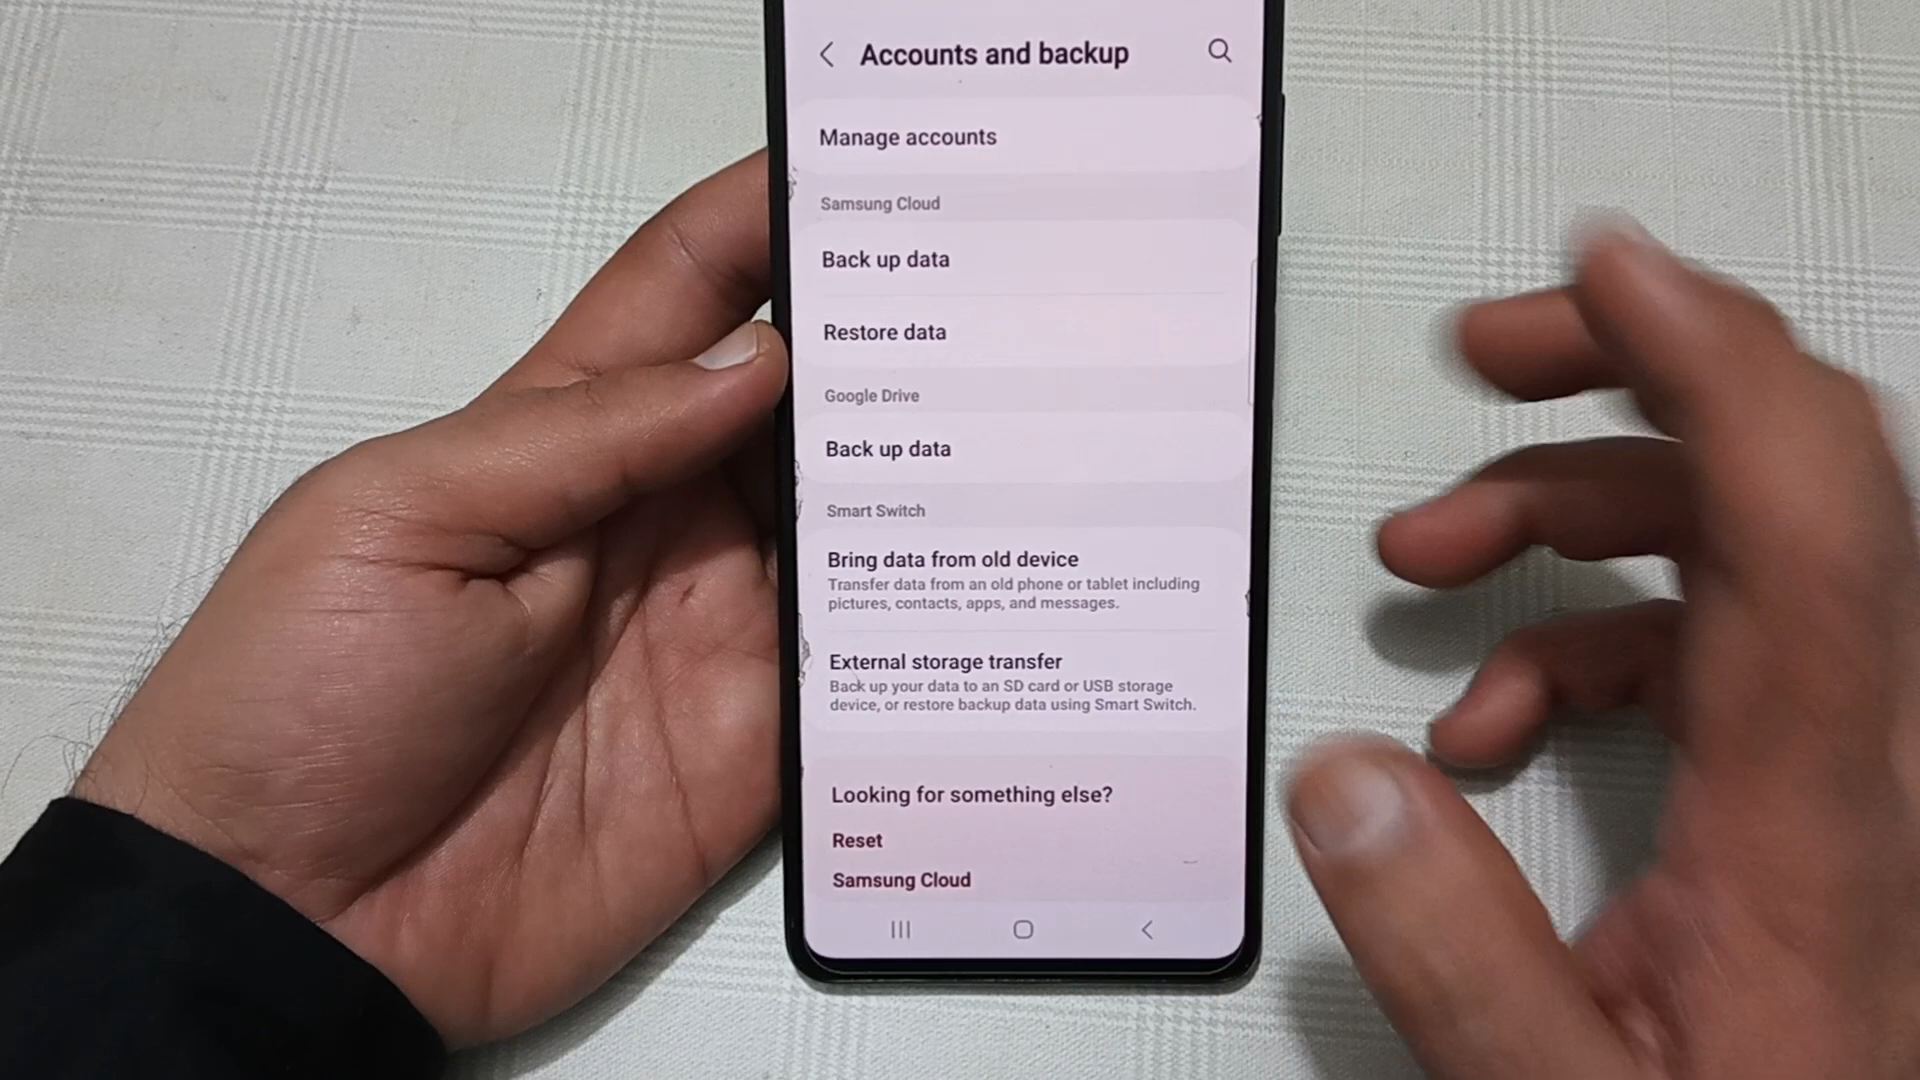 Accounts and backup
Manage accounts
Samsung Cloud
Back up data
Restore data
Google Drive
Back up data
Smart Switch
Bring data from old device
Transfer data from an old phone or tablet including
pictures, contacts, apps, and messages.
External storage transfer
Back up your data to an SD card or USB storage
device, or restore backup data using Smart Switch.
Looking for something else?
Reset
Samsung Cloud